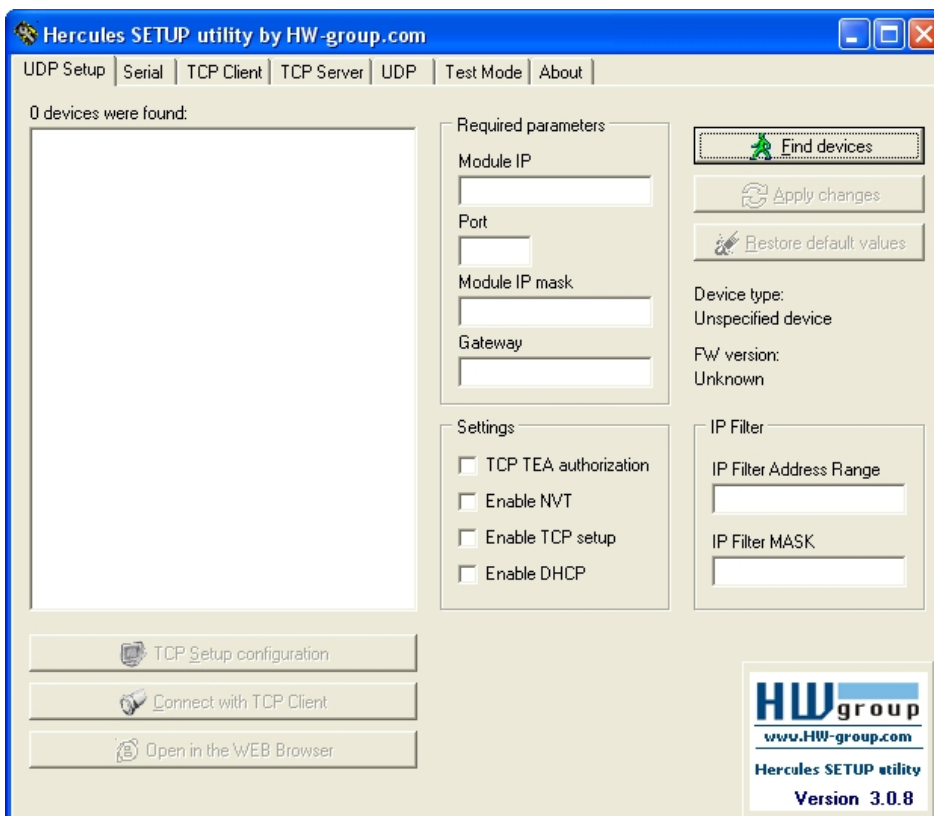 Hercules SETUP utility by HW-group.com
UDP Setup Serial TCP Client TCP Server UDP Test Mode About
0 devices were found:
Required parameters
Module IP
Port
Module IP mask
Gateway
Find devices
Apply changes
Restore default values
Device type:
Unspecified device
FW version:
Unknown
Settings
TCP TEA authorization
Enable NVT
Enable TCP setup
Enable DHCP
IP Filter
IP Filter Address Range
IP Filter MASK
TCP Setup configuration
Connect with TCP Client
Open in the WEB Browser
HW group
www.HW-group.com
Hercules SETUP utility
Version 3.0.8